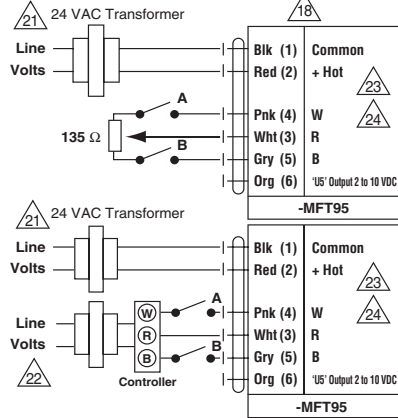 21 24 VAC Transformer 18
Line Blk (1) Common
Volts Red (2) + Hot
23
A Pnk (4) W 24
135 Ω Wht (3) R
B Gry (5) B
Org (6) 'U5' Output 2 to 10 VDC
-MFT95
21 24 VAC Transformer
Line Blk (1) Common
Volts Red (2) + Hot
23
A
Line W Pnk (4) W 24
Volts R Wht (3) R
B
22 B Gry (5) B
Controller Org (6) 'U5' Output 2 to 10 VDC
-MFT95